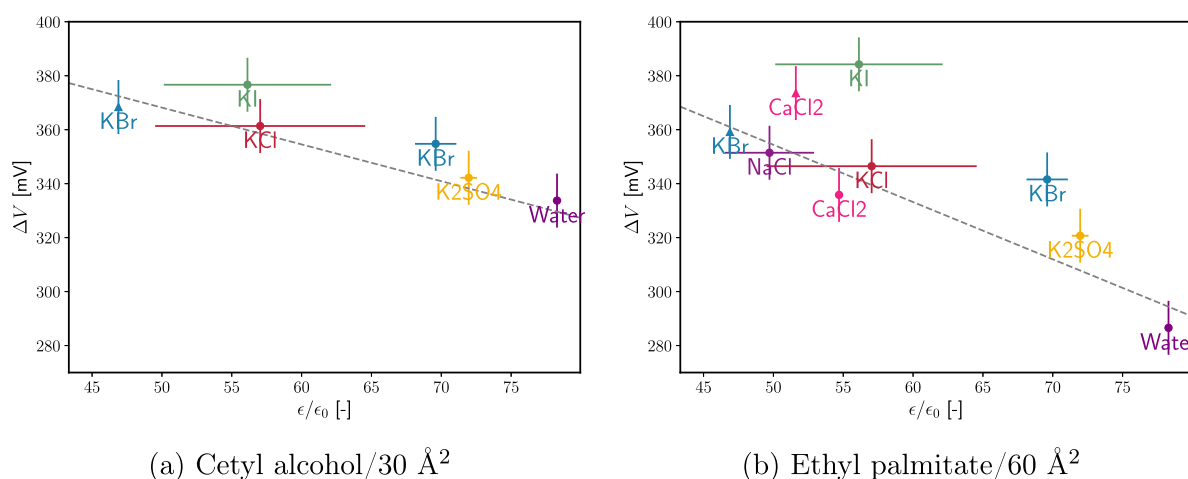 400
380
360
340
320
300
280
ΔV [mV]
KBr
KI
KCl
KBr
K2SO4
Water
45 50 55 60 65 70 75
ϵ/ϵ₀ [-]
(a) Cetyl alcohol/30 Å²
400
380
360
340
320
300
280
ΔV [mV]
KI
CaCl2
KBr
NaCl
KCl
CaCl2
KBr
K2SO4
Wate
45 50 55 60 65 70 75
ϵ/ϵ₀ [-]
(b) Ethyl palmitate/60 Å²